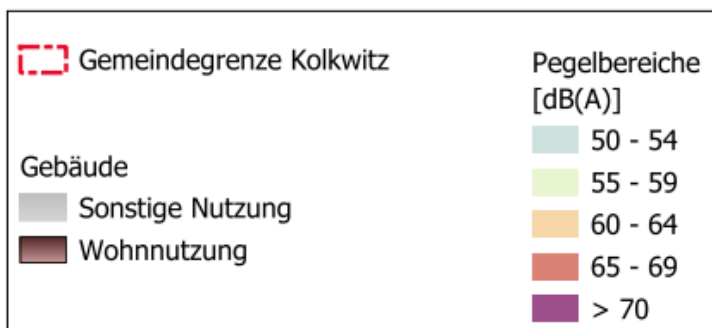 Gemeindegrenze Kolkwitz
Gebäude
Sonstige Nutzung
Wohnnutzung
Pegelbereiche
[dB(A)]
50 - 54
55 - 59
60 - 64
65 - 69
> 70